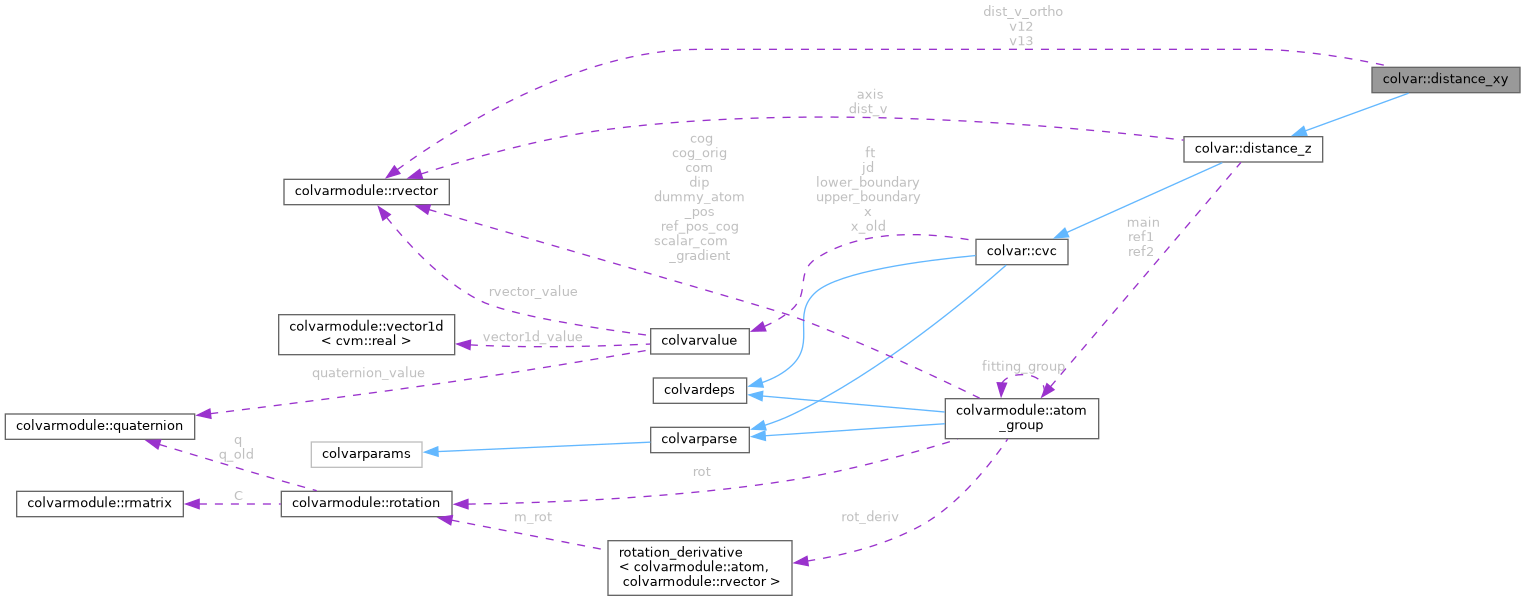 dist_v_ortho
v12
v13
colvar::distance_xy
axis
dist_v
cog
cog_orig
com
dip
dummy_atom
_pos
ref_pos_cog
scalar_com
_gradient
ft
jd
lower_boundary
upper_boundary
x
x_old
colvar::distance_z
colvarmodule::rvector
main
ref1
ref2
colvar::cvc
rvector_value
colvarmodule::vector1d
< cvm::real >
vector1d_value
colvarvalue
quaternion_value
fitting_group
colvardeps
colvarmodule::atom
_group
colvarmodule::quaternion
colvarparse
q
q_old
colvarparams
rot
colvarmodule::rmatrix
C
colvarmodule::rotation
m_rot
rot_deriv
rotation_derivative
< colvarmodule::atom,
colvarmodule::rvector >